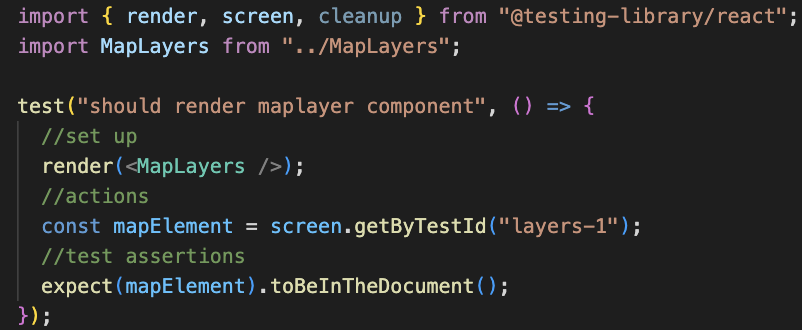 import { render, screen, cleanup } from "@testing-library/react";
import MapLayers from "../MapLayers";
test("should render maplayer component", () => {
//set up
render(<MapLayers />);
//actions
const mapElement = screen.getByTestId("layers-1");
//test assertions
expect(mapElement).toBeInTheDocument();
});